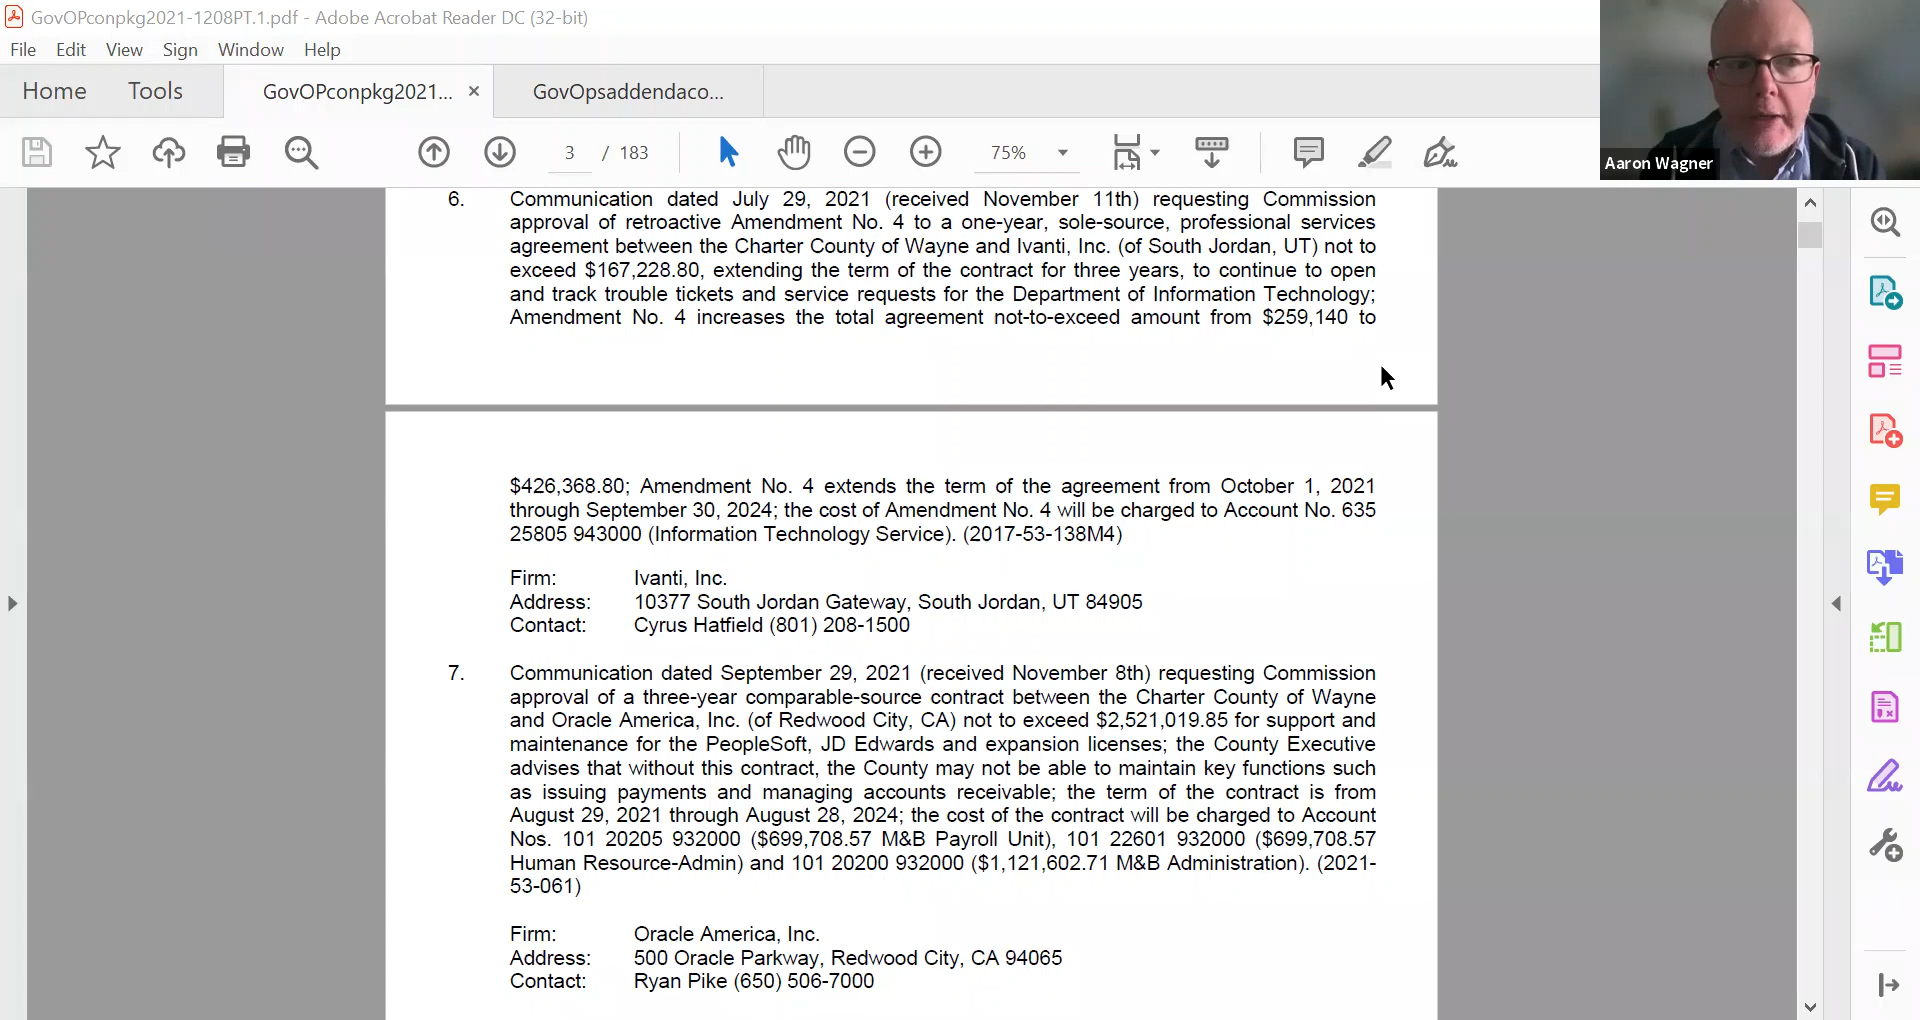 GovOPconpkg2021-1208PT.1.pdf - Adobe Acrobat Reader DC (32-bit)
File Edit View Sign Window Help
Home Tools GovOPconpkg2021... × GovOpsaddendaco...
3 / 183 75%
Aaron Wagner
6. Communication dated July 29, 2021 (received November 11th) requesting Commission
approval of retroactive Amendment No. 4 to a one-year, sole-source, professional services
agreement between the Charter County of Wayne and Ivanti, Inc. (of South Jordan, UT) not to
exceed $167,228.80, extending the term of the contract for three years, to continue to open
and track trouble tickets and service requests for the Department of Information Technology;
Amendment No. 4 increases the total agreement not-to-exceed amount from $259,140 to
$426,368.80; Amendment No. 4 extends the term of the agreement from October 1, 2021
through September 30, 2024; the cost of Amendment No. 4 will be charged to Account No. 635
25805 943000 (Information Technology Service). (2017-53-138M4)
Firm: Ivanti, Inc.
Address: 10377 South Jordan Gateway, South Jordan, UT 84905
Contact: Cyrus Hatfield (801) 208-1500
7. Communication dated September 29, 2021 (received November 8th) requesting Commission
approval of a three-year comparable-source contract between the Charter County of Wayne
and Oracle America, Inc. (of Redwood City, CA) not to exceed $2,521,019.85 for support and
maintenance for the PeopleSoft, JD Edwards and expansion licenses; the County Executive
advises that without this contract, the County may not be able to maintain key functions such
as issuing payments and managing accounts receivable; the term of the contract is from
August 29, 2021 through August 28, 2024; the cost of the contract will be charged to Account
Nos. 101 20205 932000 ($699,708.57 M&B Payroll Unit), 101 22601 932000 ($699,708.57
Human Resource-Admin) and 101 20200 932000 ($1,121,602.71 M&B Administration). (2021-
53-061)
Firm: Oracle America, Inc.
Address: 500 Oracle Parkway, Redwood City, CA 94065
Contact: Ryan Pike (650) 506-7000